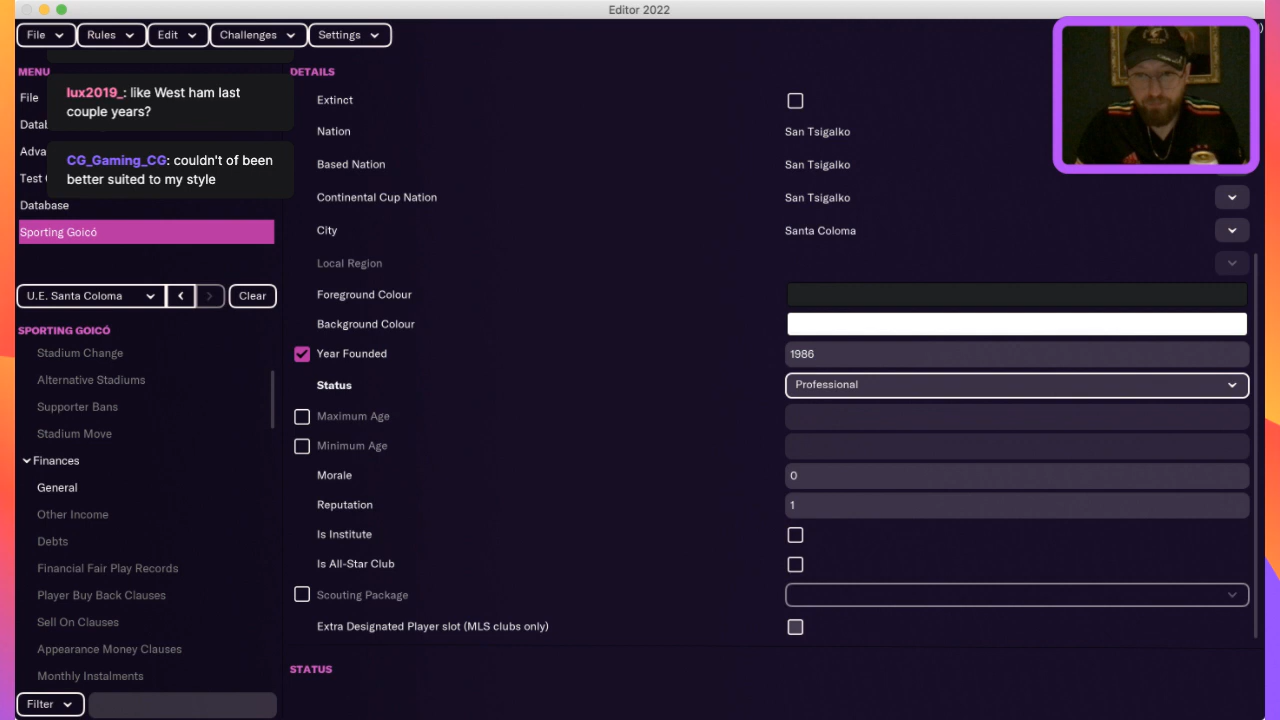 Editor 2022
File
Rules
Edit
Challenges
Settings
MENU
File
Datab
Adva
Test
Database
Sporting Goicó
lux2019_: like West ham last
couple years?
CG_Gaming_CG: couldn't of been
better suited to my style
U.E. Santa Coloma
Clear
SPORTING GOICÓ
Stadium Change
Alternative Stadiums
Supporter Bans
Stadium Move
Finances
General
Other Income
Debts
Financial Fair Play Records
Player Buy Back Clauses
Sell On Clauses
Appearance Money Clauses
Monthly Instalments
Filter
DETAILS
Extinct
Nation San Tsigalko
Based Nation San Tsigalko
Continental Cup Nation San Tsigalko
City Santa Coloma
Local Region
Foreground Colour
Background Colour
Year Founded 1986
Status Professional
Maximum Age
Minimum Age
Morale 0
Reputation 1
Is Institute
Is All-Star Club
Scouting Package
Extra Designated Player slot (MLS clubs only)
STATUS